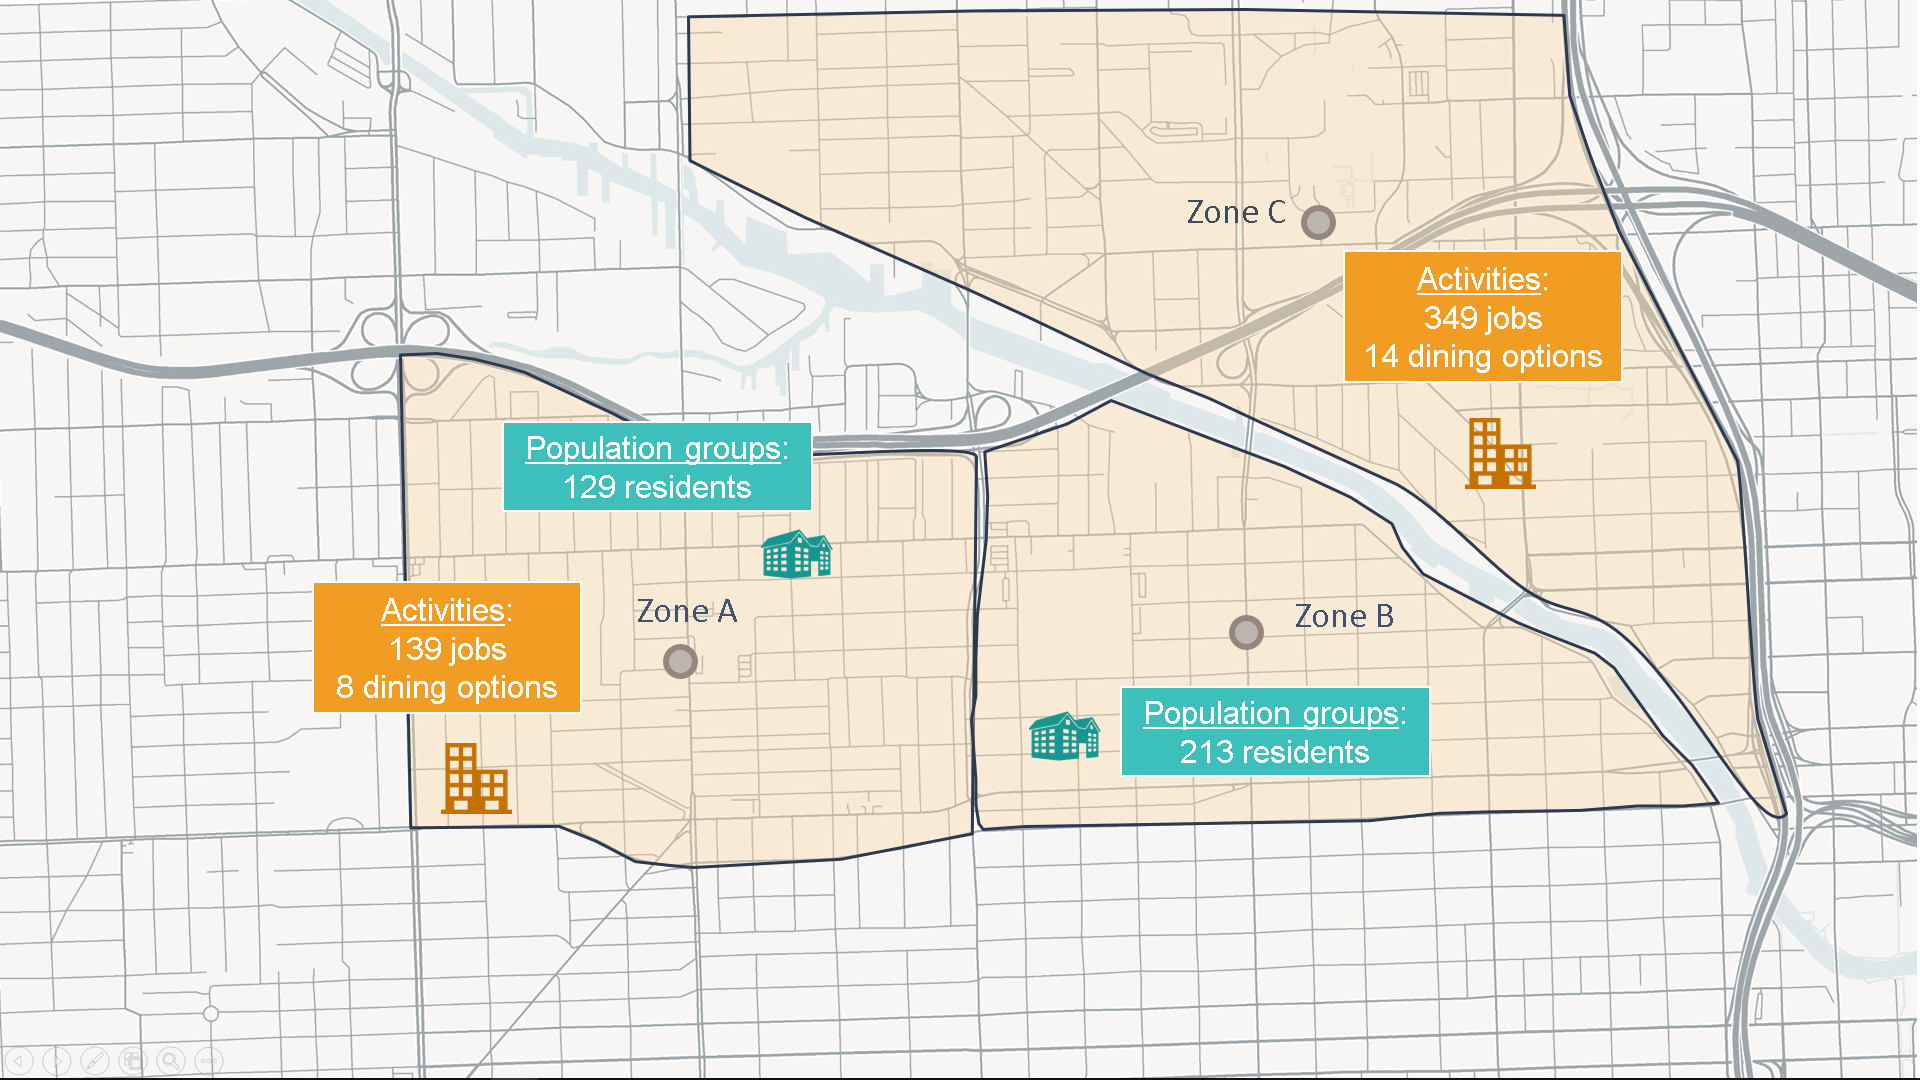 Zone C
Activities:
349 jobs
14 dining options
Population groups:
129 residents
Zone A
Activities:
139 jobs
8 dining options
Zone B
Population groups:
213 residents